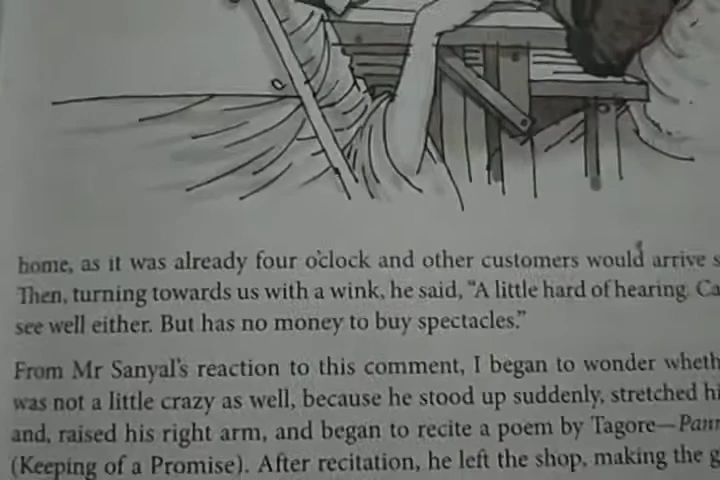 home, as it was already four o'clock and other customers would arrive
Then, turning towards us with a wink, he said, “A little hard of hearing. Ca
see well either. But has no money to buy spectacles.”
From Mr Sanyal's reaction to this comment, I began to wonder wheth
was not a little crazy as well, because he stood up suddenly, stretched hi
and, raised his right arm, and began to recite a poem by Tagore—
(Keeping of a Promise). After recitation, he left the shop, making the